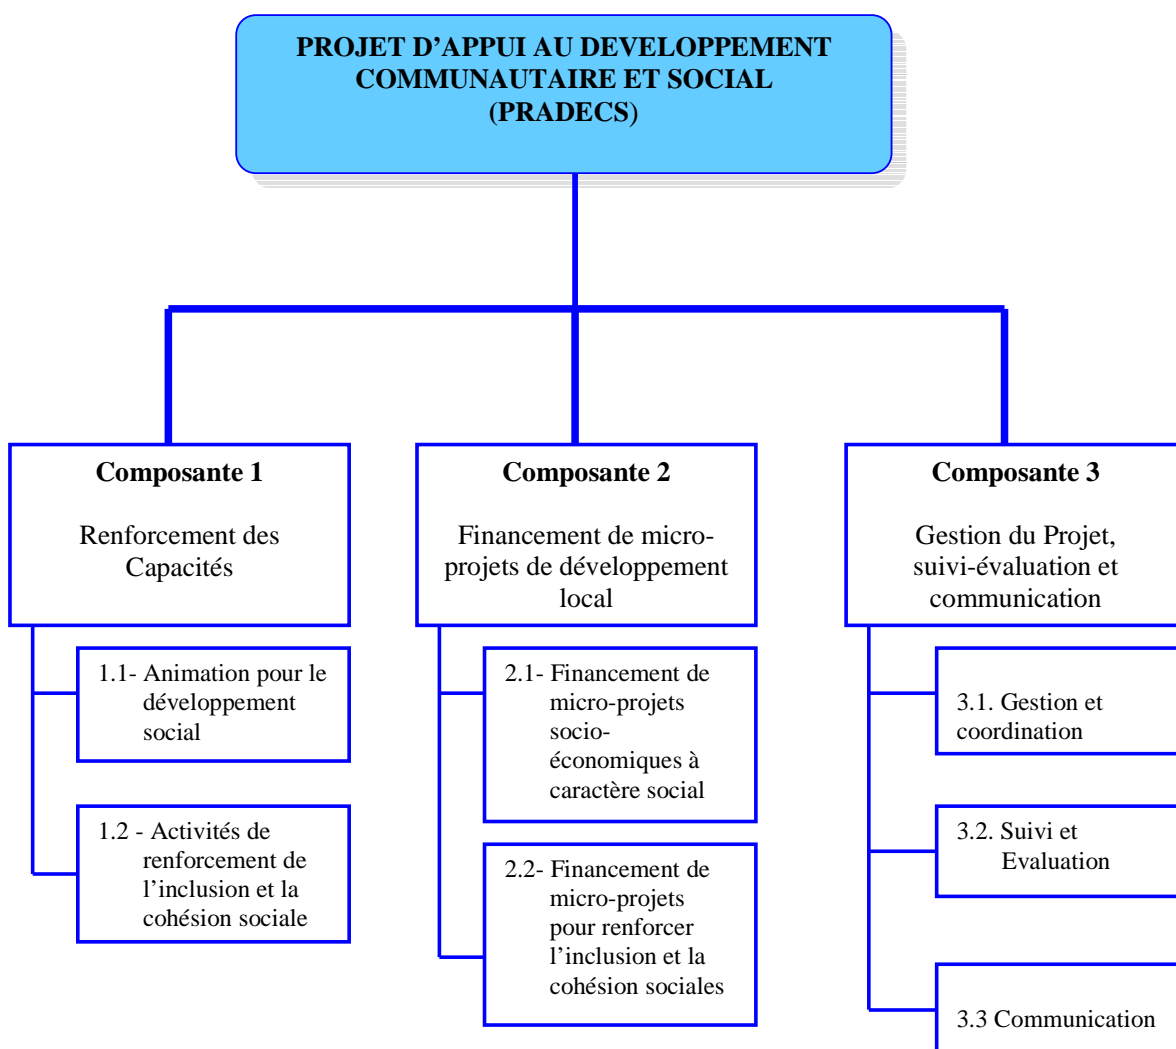 PROJET D’APPUI AU DEVELOPPEMENT
COMMUNAUTAIRE ET SOCIAL
(PRADECS)
Composante 1
Renforcement des
Capacités
1.1- Animation pour le
développement
social
1.2 - Activités de
renforcement de
l’inclusion et la
cohésion sociale
Composante 2
Financement de micro-
projets de développement
local
2.1- Financement de
micro-projets
socio-
économiques à
caractère social
2.2- Financement de
micro-projets
pour renforcer
l’inclusion et la
cohésion sociales
Composante 3
Gestion du Projet,
suivi-évaluation et
communication
3.1. Gestion et
coordination
3.2. Suivi et
Evaluation
3.3 Communication